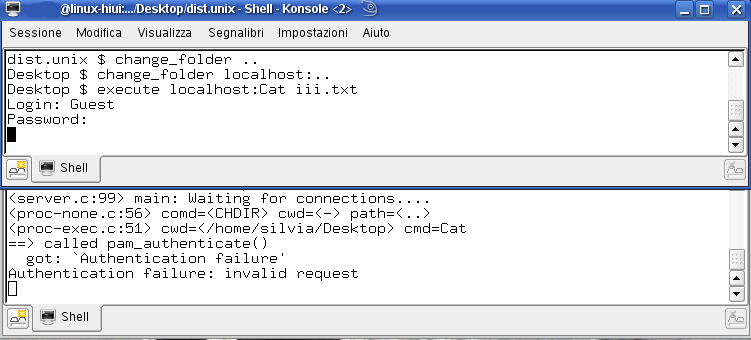 @linux-hiui:.../Desktop/dist.unix - Shell - Konsole <2>
Sessione Modifica Visualizza Segnalibri Impostazioni Aiuto
dist.unix $ change_folder ..
Desktop $ change_folder localhost:..
Desktop $ execute localhost:Cat iii.txt
Login: Guest
Password:
Shell
<server.c:99> main: Waiting for connections....
<proc-none.c:56> comd=<CHDIR> cwd=<-> path=<..>
<proc-exec.c:51> cwd=</home/silvia/Desktop> cmd=Cat
==> called pam_authenticate()
got: `Authentication failure'
Authentication failure: invalid request
Shell